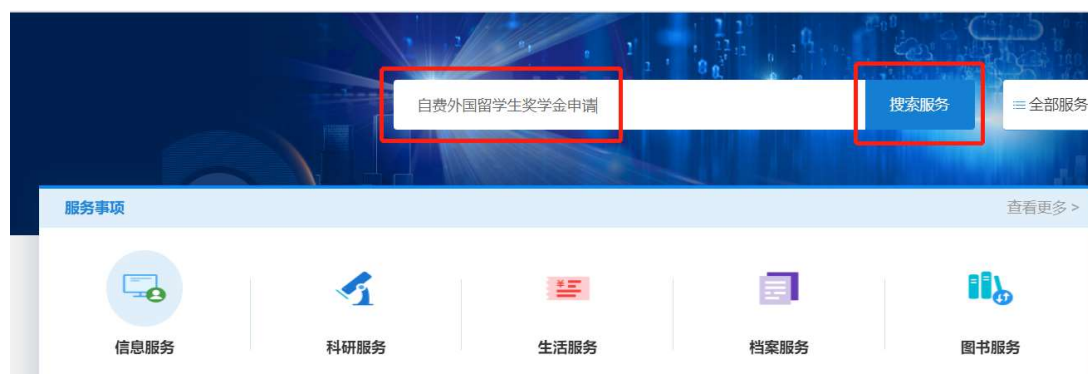 自费外国留学生奖学金申请
搜索服务
全部服务
服务事项
查看更多 >
信息服务
科研服务
生活服务
档案服务
图书服务